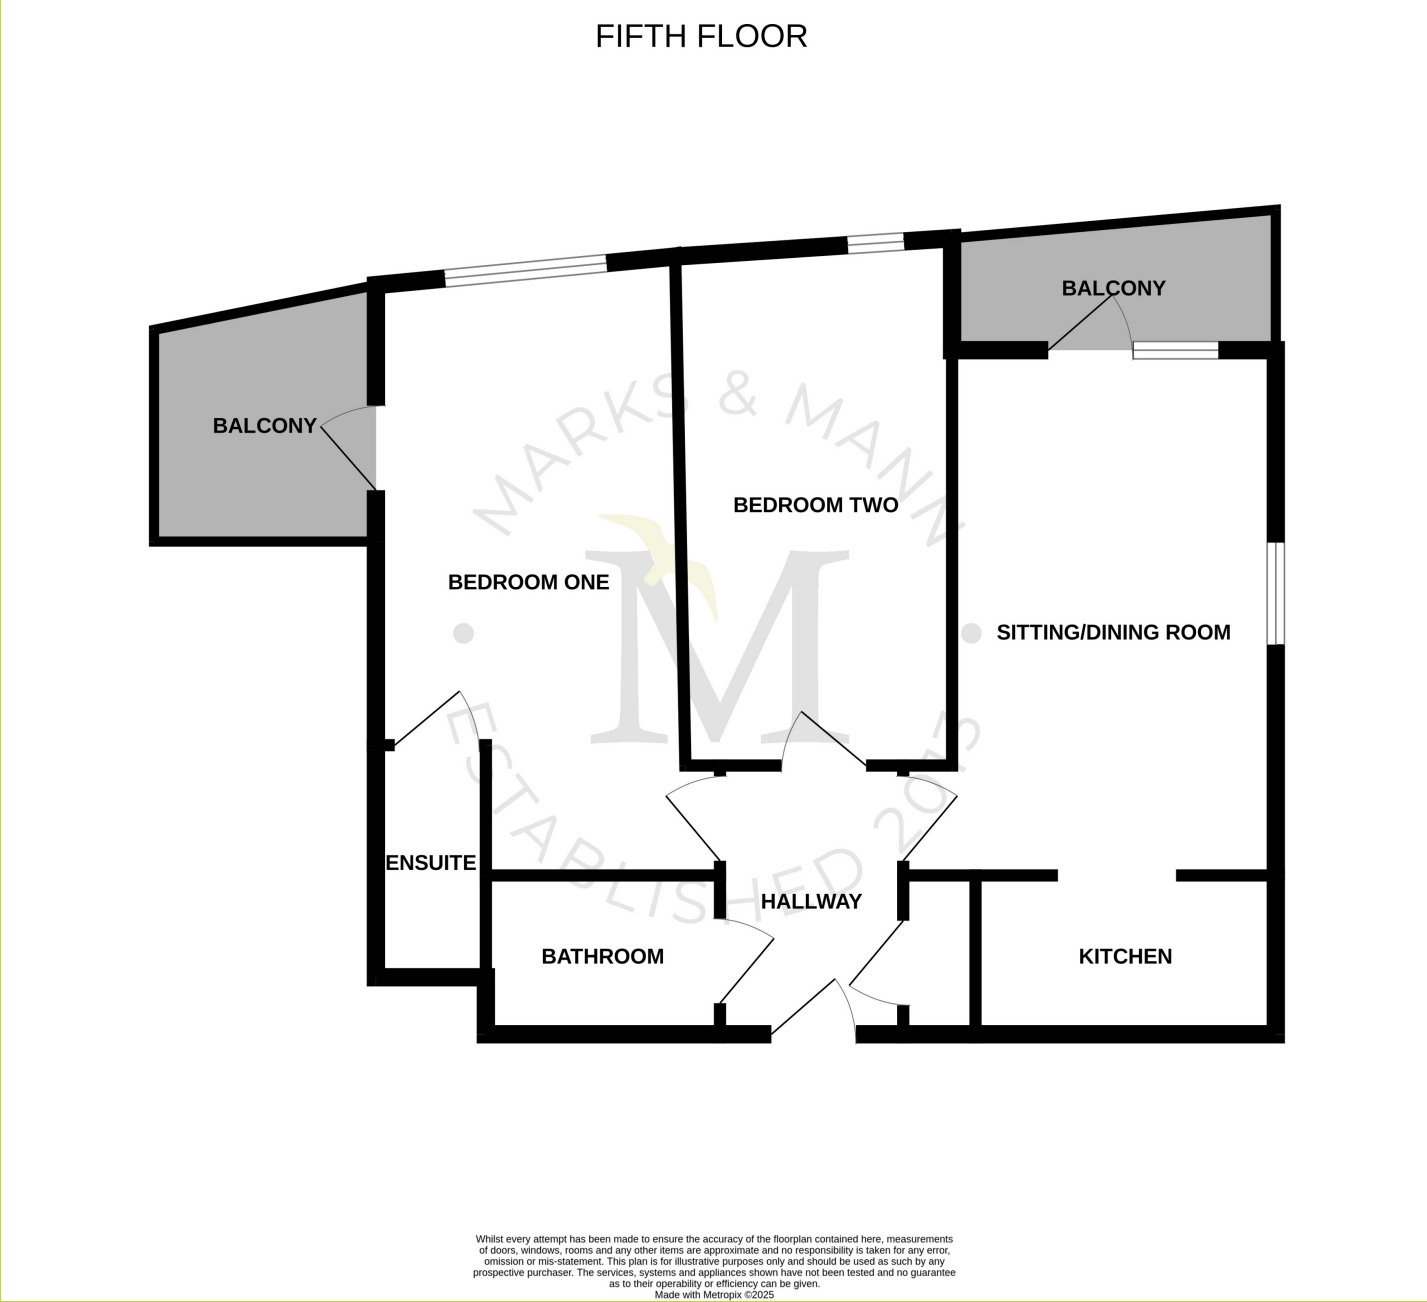 FIFTH FLOOR
BALCONY
BALCONY
MARKS & MANN
BEDROOM TWO
BEDROOM ONE
M
SITTING/DINING ROOM
ESTABLISHED 2013
ENSUITE
HALLWAY
BATHROOM
KITCHEN
Whilst every attempt has been made to ensure the accuracy of the floorplan contained here, measurements
of doors, windows, rooms and any other items are approximate and no responsibility is taken for any error,
omission or mis-statement. This plan is for illustrative purposes only and should be used as such by any
prospective purchaser. The services, systems and appliances shown have not been tested and no guarantee
as to their operability or efficiency can be given.
Made with Metropix ©2025